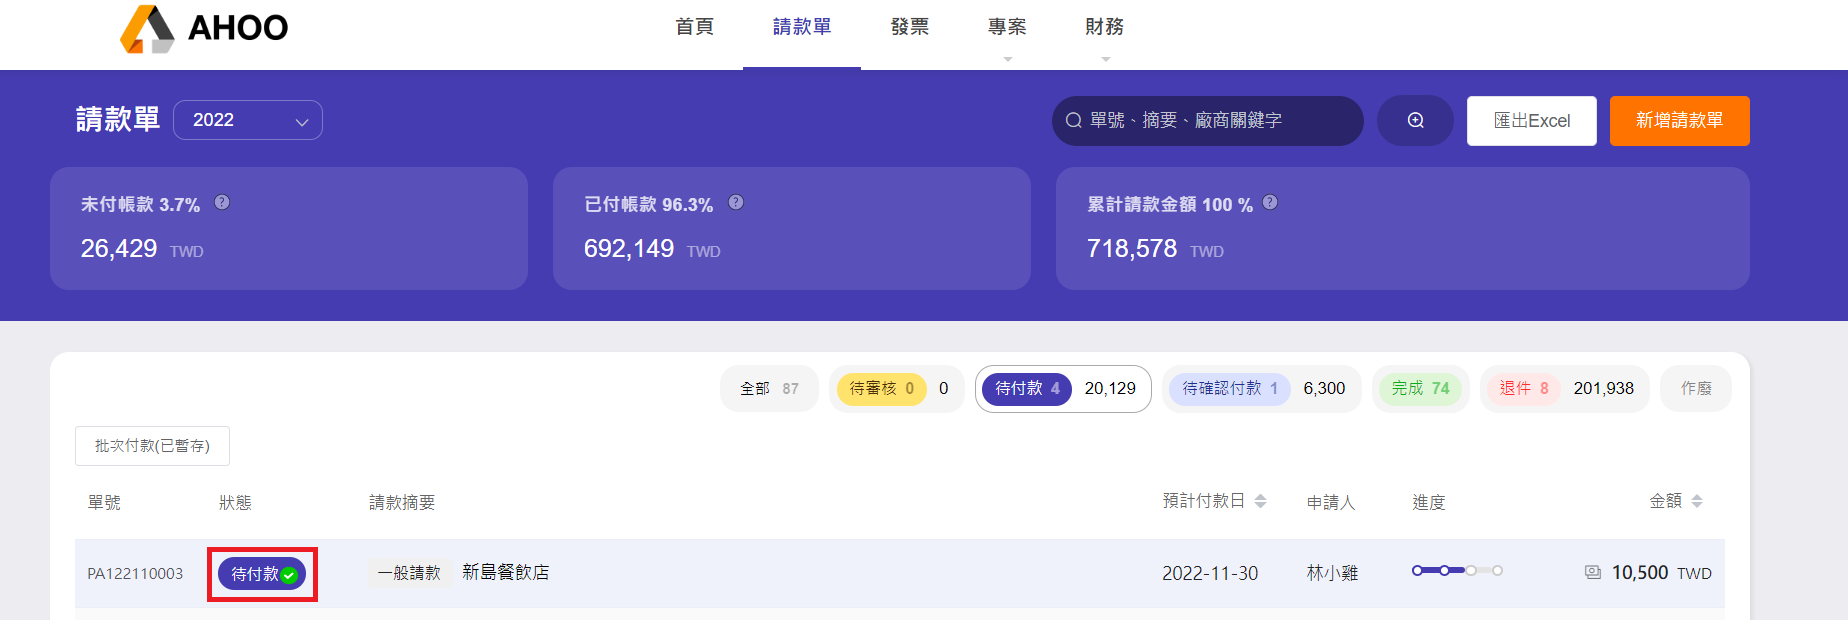 AHOO
首頁 請款單 發票 專案 財務
請款單 2022 單號、摘要、廠商關鍵字 匯出Excel 新增請款單
未付帳款 3.7% ? 已付帳款 96.3% ? 累計請款金額 100 % ?
26,429 TWD 692,149 TWD 718,578 TWD
全部 87 待審核 0 0 待付款 4 20,129 待確認付款 1 6,300 完成 74 退件 8 201,938 作廢
批次付款(已暫存)
單號 狀態 請款摘要 預計付款日 申請人 進度 金額
PA122110003 待付款 一般請款 新島餐飲店 2022-11-30 林小雞 10,500 TWD